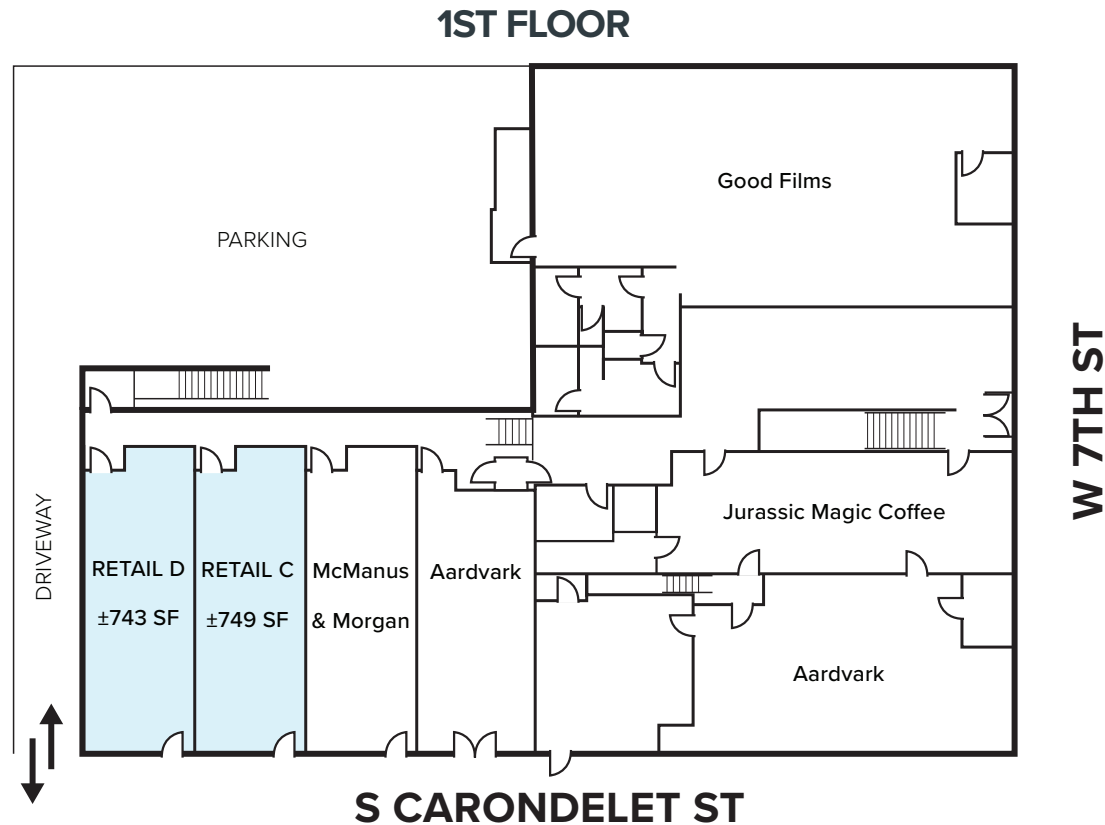 1ST FLOOR
Good Films
PARKING
W 7TH ST
Jurassic Magic Coffee
DRIVEWAY
RETAIL D
±743 SF
RETAIL C
±749 SF
McManus
& Morgan
Aardvark
Aardvark
S CARONDELET ST